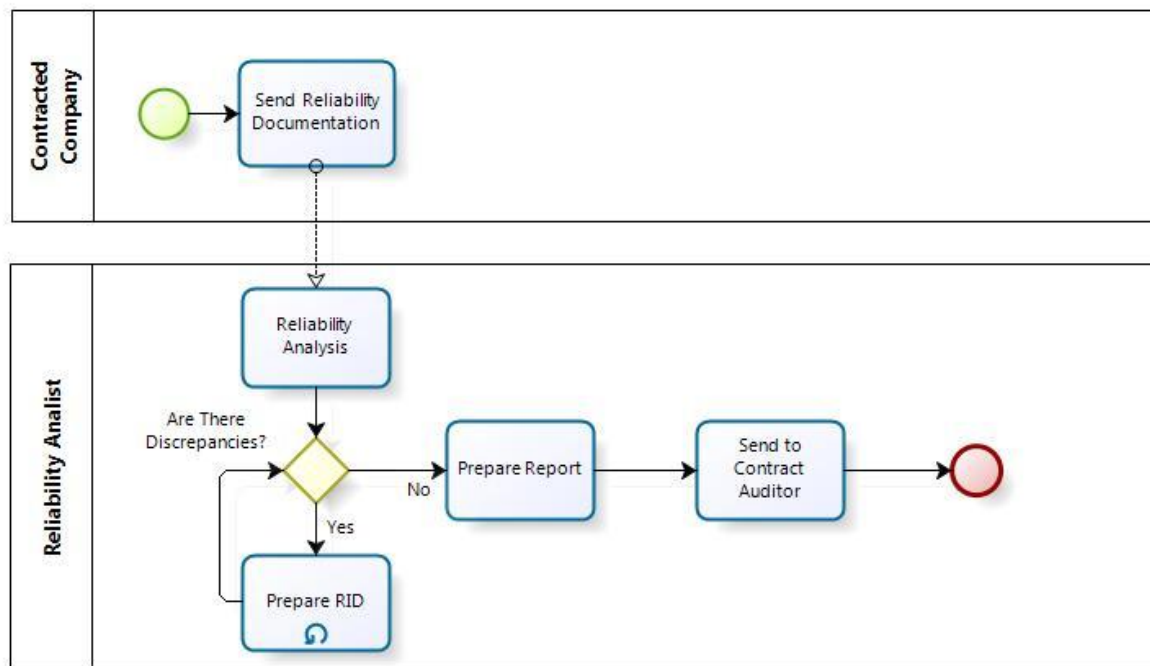 Contracted
Company
Send Reliability
Documentation
Reliability Analist
Reliability
Analysis
Are There
Discrepancies?
No
Yes
Prepare Report
Send to
Contract
Auditor
Prepare RID